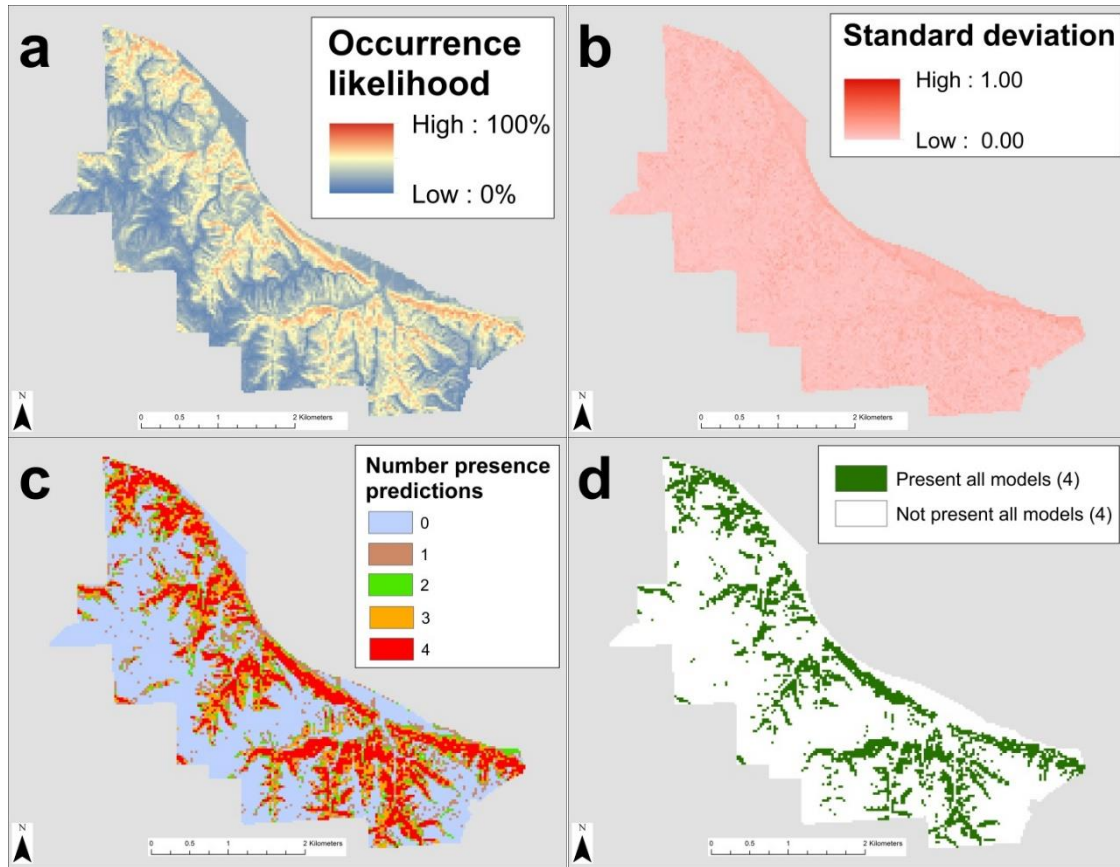 a
Occurrence
likelihood
High : 100%
Low : 0%
N
0 0.5 1 2 Kilometers
b
Standard deviation
High : 1.00
Low : 0.00
N
0 0.5 1 2 Kilometers
c
Number presence
predictions
0
1
2
3
4
N
0 0.5 1 2 Kilometers
d
Present all models (4)
Not present all models (4)
N
0 0.5 1 2 Kilometers